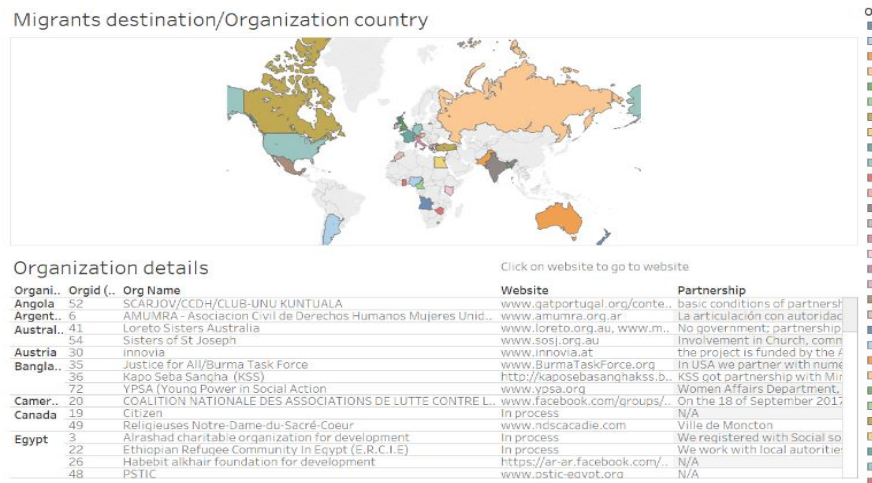 Migrants destination/Organization country
Organization details
Click on website to go to website
Organi.. Orgid (.. Org Name Website Partnership
Angola 52 SCARJOV/CCDH/CLUB-UNU KUNTUALA www.qatportugal.org/conte.. basic conditions of partnersh
Argent.. 6 AMUMRA - Asociacion Civil de Derechos Humanos Mujeres Unid.. www.amumra.org.ar La articulación con autoridad
Austral.. 41 Loreto Sisters Australia www.loreto.org.au, www.m.. No government; partnership
54 Sisters of St Joseph www.sosj.org.au Involvement in Church, comm
Austria 30 innovia www.innovia.at the project is funded by the A
Bangla.. 35 Justice for All/Burma Task Force www.BurmaTaskForce.org In USA we partner with nume
36 Kapo Seba Sangha (KSS) http://kaposebasanghakss.b.. KSS got partnership with Min
72 YPSA (Young Power in Social Action www.ypsa.org Women Affairs Department,
Camer.. 20 COALITION NATIONALE DES ASSOCIATIONS DE LUTTE CONTRE L.. www.facebook.com/groups/.. On the 18 of September 2017
Canada 19 Citizen In process N/A
49 Religieuses Notre-Dame-du-Sacré-Coeur www.ndscacadie.com Ville de Moncton
Egypt 3 Alrashad charitable organization for development In process We registered with Social so
22 Ethiopian Refugee Community In Egypt (E.R.C.I.E) In process We work with local authoritie
26 Habebit alkhair foundation for development https://ar-ar.facebook.com/.. N/A
48 PSTIC www.pstic-egypt.org N/A